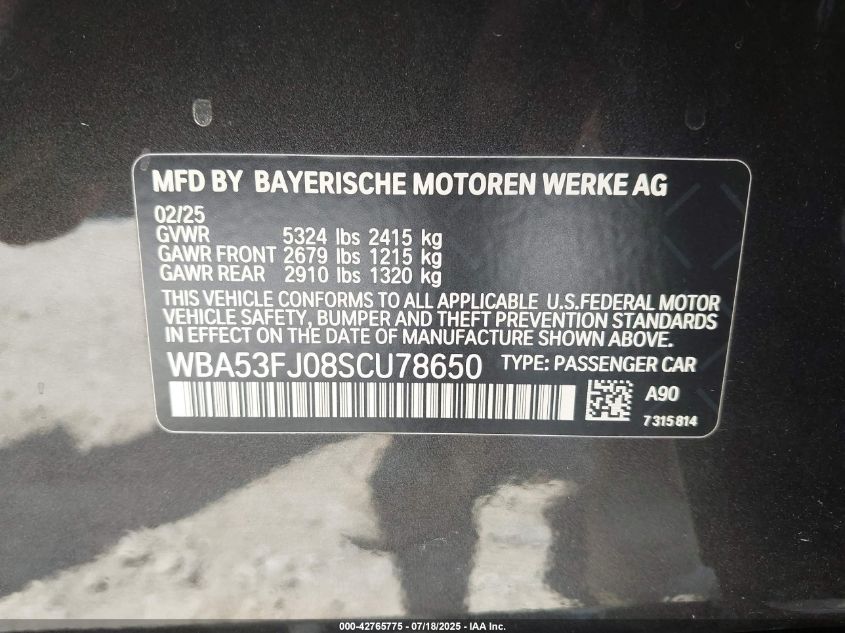 MFD BY BAYERISCHE MOTOREN WERKE AG
02/25
GVWR 5324 lbs 2415 kg
GAWR FRONT 2679 lbs 1215 kg
GAWR REAR 2910 lbs 1320 kg
THIS VEHICLE CONFORMS TO ALL APPLICABLE U.S.FEDERAL MOTOR
VEHICLE SAFETY, BUMPER AND THEFT PREVENTION STANDARDS
IN EFFECT ON THE DATE OF MANUFACTURE SHOWN ABOVE.
WBA53FJ08SCU78650 TYPE: PASSENGER CAR
A90
7 315 814
000-42765775 - 07/18/2025 - IAA Inc.